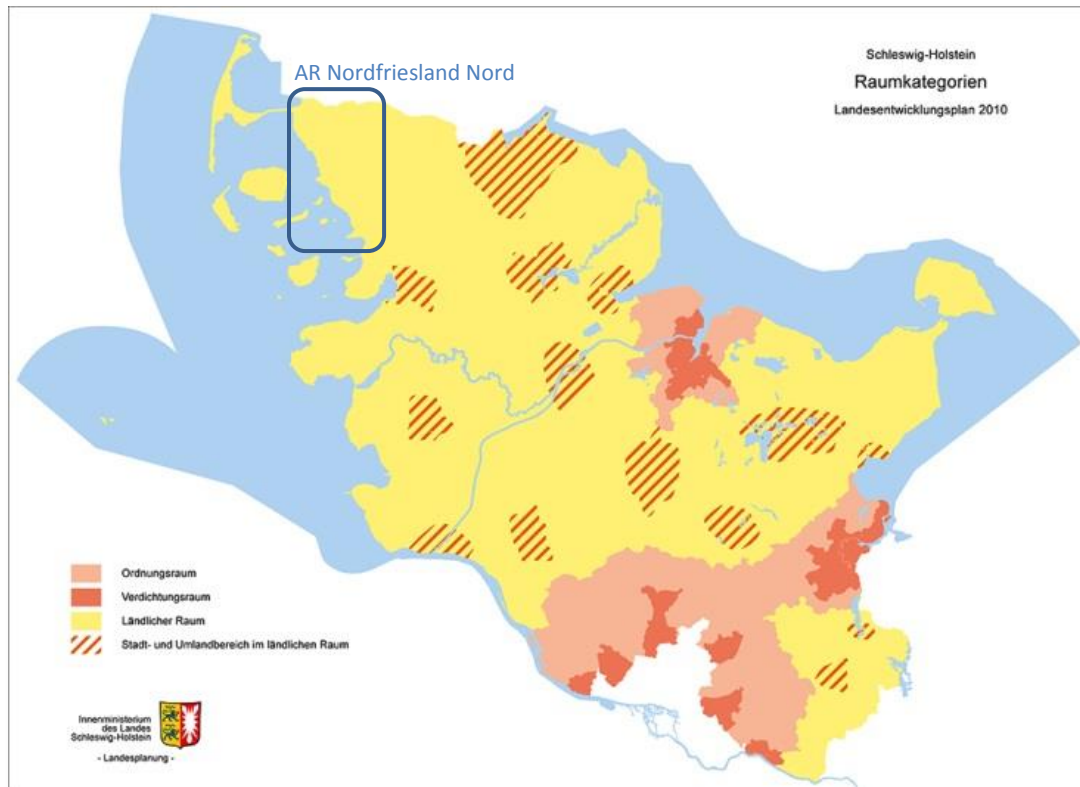 AR Nordfriesland Nord
Schleswig-Holstein
Raumkategorien
Landesentwicklungsplan 2010
Ordnungsraum
Verdichtungsraum
Ländlicher Raum
Stadt- und Umlandbereich im ländlichen Raum
Innenministerium
des Landes
Schleswig-Holstein
- Landesplanung -